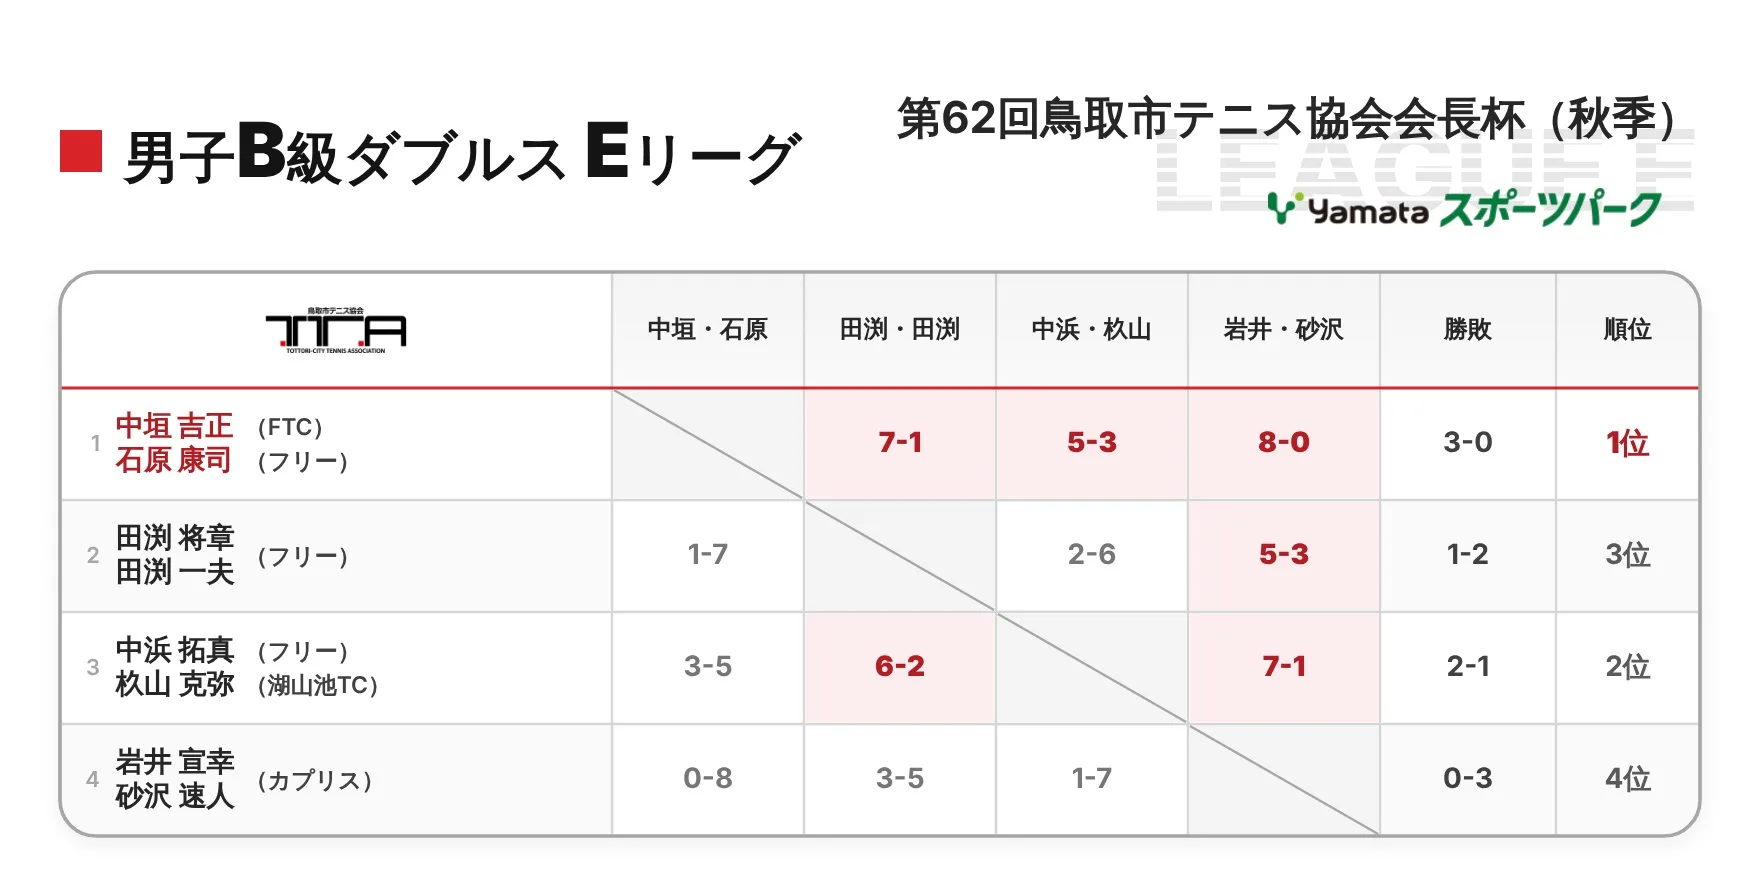 第62回鳥取市テニス協会会長杯（秋季）
男子B級ダブルス Eリーグ
LEAGUE E
Yamata スポーツパーク
鳥取市テニス協会
TTA
TOTTORI-CITY TENNIS ASSOCIATION
中垣・石原 田渕・田渕 中浜・杦山 岩井・砂沢 勝敗 順位
1 中垣 吉正 （FTC） 7-1 5-3 8-0 3-0 1位
石原 康司 （フリー）
2 田渕 将章 （フリー） 1-7 2-6 5-3 1-2 3位
田渕 一夫
3 中浜 拓真 （フリー） 3-5 6-2 7-1 2-1 2位
杦山 克弥 （湖山池TC）
4 岩井 宣幸 （カプリス） 0-8 3-5 1-7 0-3 4位
砂沢 速人